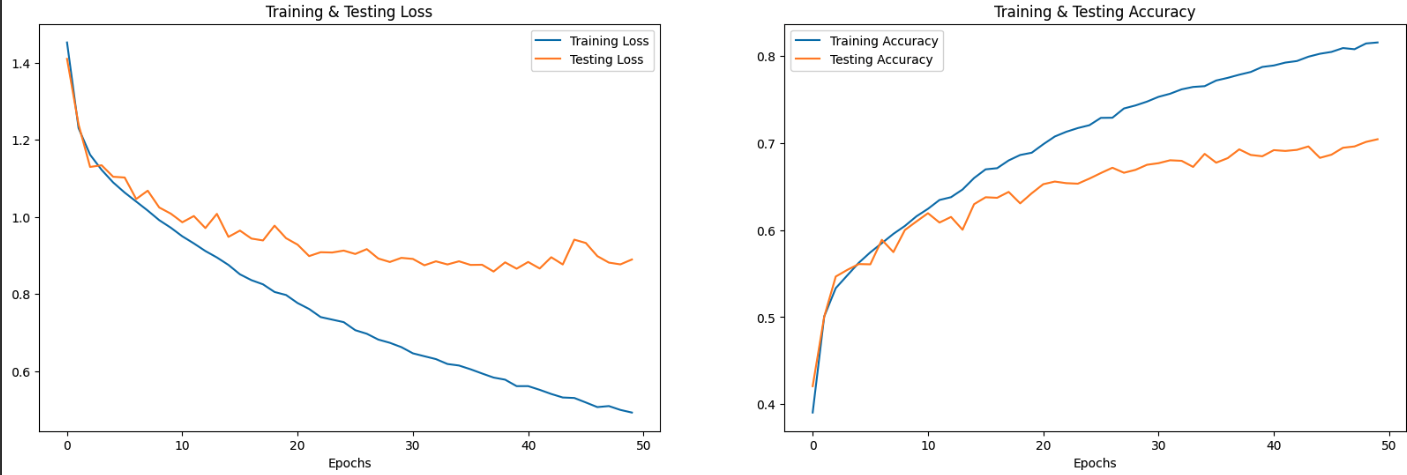 Training & Testing Loss
Training Loss
Testing Loss
1.4
1.2
1.0
0.8
0.6
0
10
20
30
40
50
Epochs
Training & Testing Accuracy
Training Accuracy
Testing Accuracy
0.8
0.7
0.6
0.5
0.4
0
10
20
30
40
50
Epochs